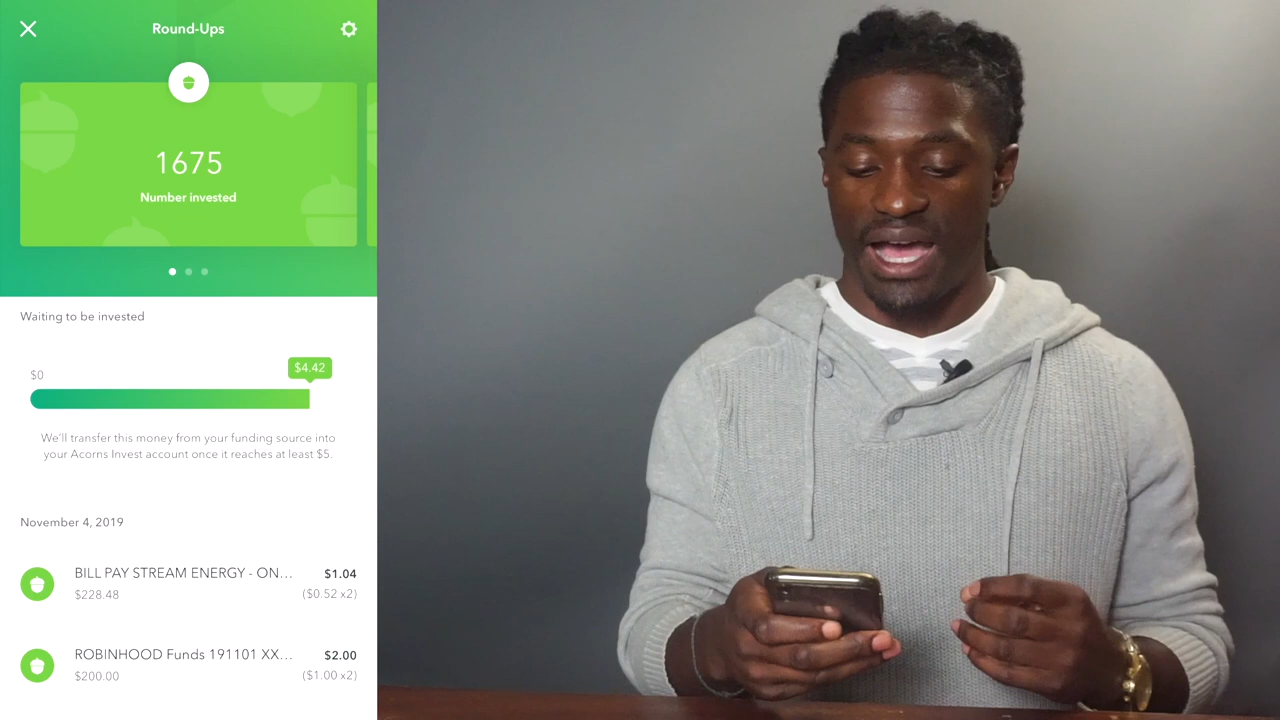 Round-Ups
1675
Number invested
Waiting to be invested
$4.42
$0
We'll transfer this money from your funding source into
your Acorns Invest account once it reaches at least $5.
November 4, 2019
BILL PAY STREAM ENERGY - ON... $1.04
$228.48 ($0.52 x2)
ROBINHOOD Funds 191101 XX... $2.00
$200.00 ($1.00 x2)